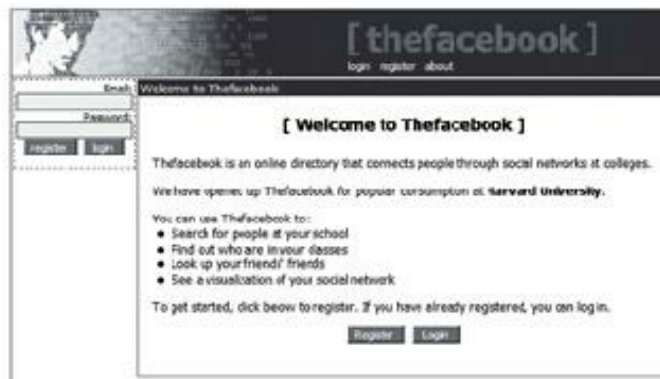 [ thefacebook ]
login register about
Email:
Password:
register login
Welcome to Thefacebook
[ Welcome to Thefacebook ]
Thefacebook is an online directory that connects people through social networks at colleges.
We have opened up Thefacebook for popular consumption at Harvard University.
You can use Thefacebook to:
• Search for people at your school
• Find out who are in your classes
• Look up your friends' friends
• See a visualization of your social network
To get started, click below to register. If you have already registered, you can log in.
Register Login